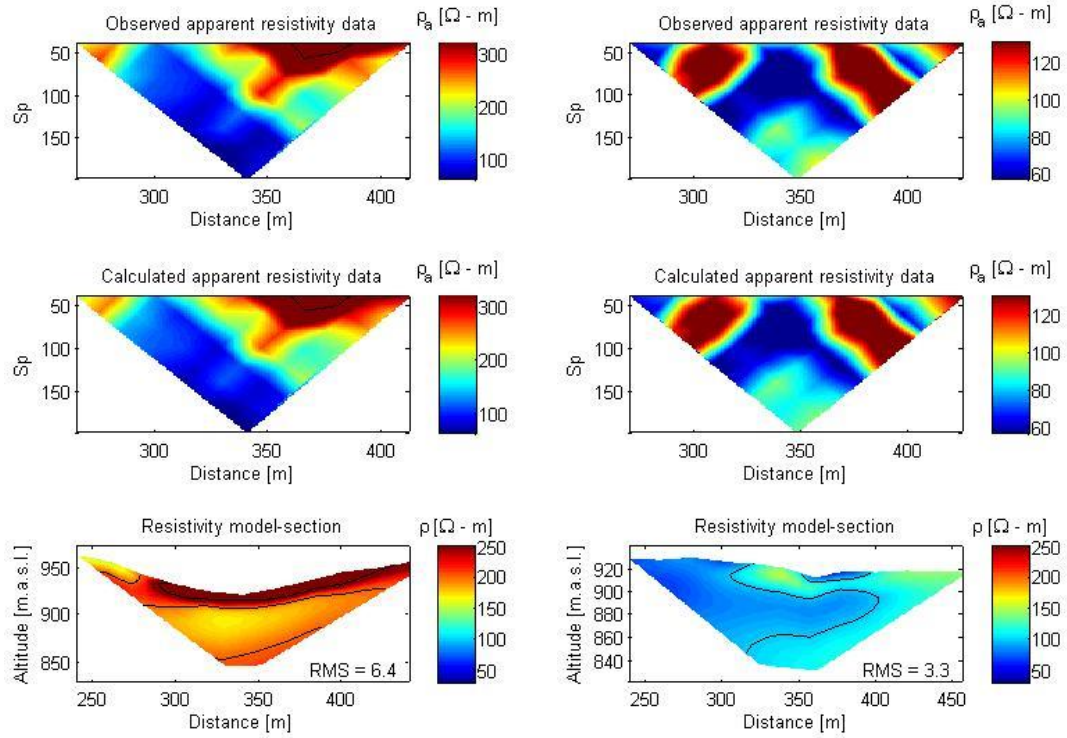 Observed apparent resistivity data
ρa [Ω - m]
50
100
150
Sp
300
350
400
Distance [m]
300
200
100
Observed apparent resistivity data
ρa [Ω - m]
50
100
150
Sp
300
350
400
Distance [m]
120
100
80
60
Calculated apparent resistivity data
ρa [Ω - m]
50
100
150
Sp
300
350
400
Distance [m]
300
200
100
Calculated apparent resistivity data
ρa [Ω - m]
50
100
150
Sp
300
350
400
Distance [m]
120
100
80
60
Resistivity model-section
ρ [Ω - m]
950
900
850
Altitude [m.a.s.l.]
RMS = 6.4
250
300
350
400
Distance [m]
250
200
150
100
50
Resistivity model-section
ρ [Ω - m]
920
900
880
860
840
Altitude [m.a.s.l.]
RMS = 3.3
250
300
350
400
450
Distance [m]
250
200
150
100
50